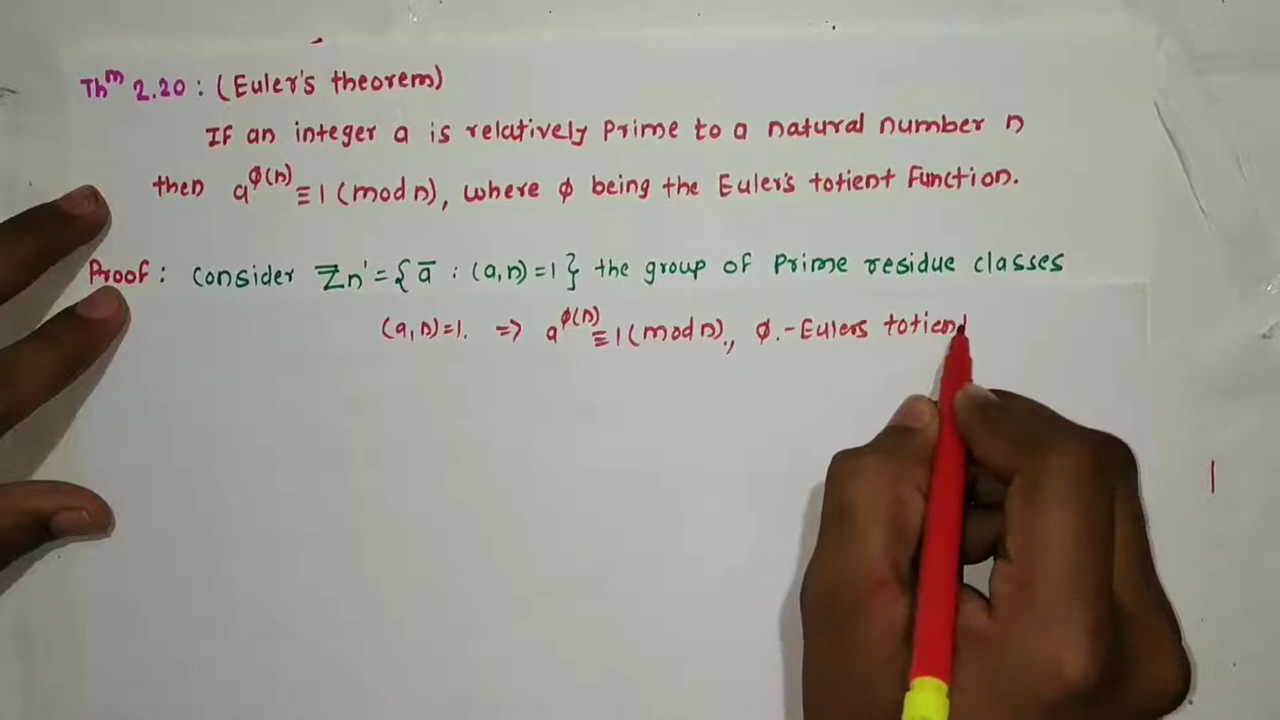 Thᵐ 2.20 : (Euler's theorem)
IF an integer a is relatively prime to a natural number n
then a^ϕ(n) ≡ 1 (mod n), where ϕ being the Euler's totient Function.
Proof : consider Zn' = { ā : (a,n) = 1 } the group of Prime residue classes
(a, n) = 1. => a^ϕ(n) ≡ 1 (mod n)., ϕ.- Eulers totien